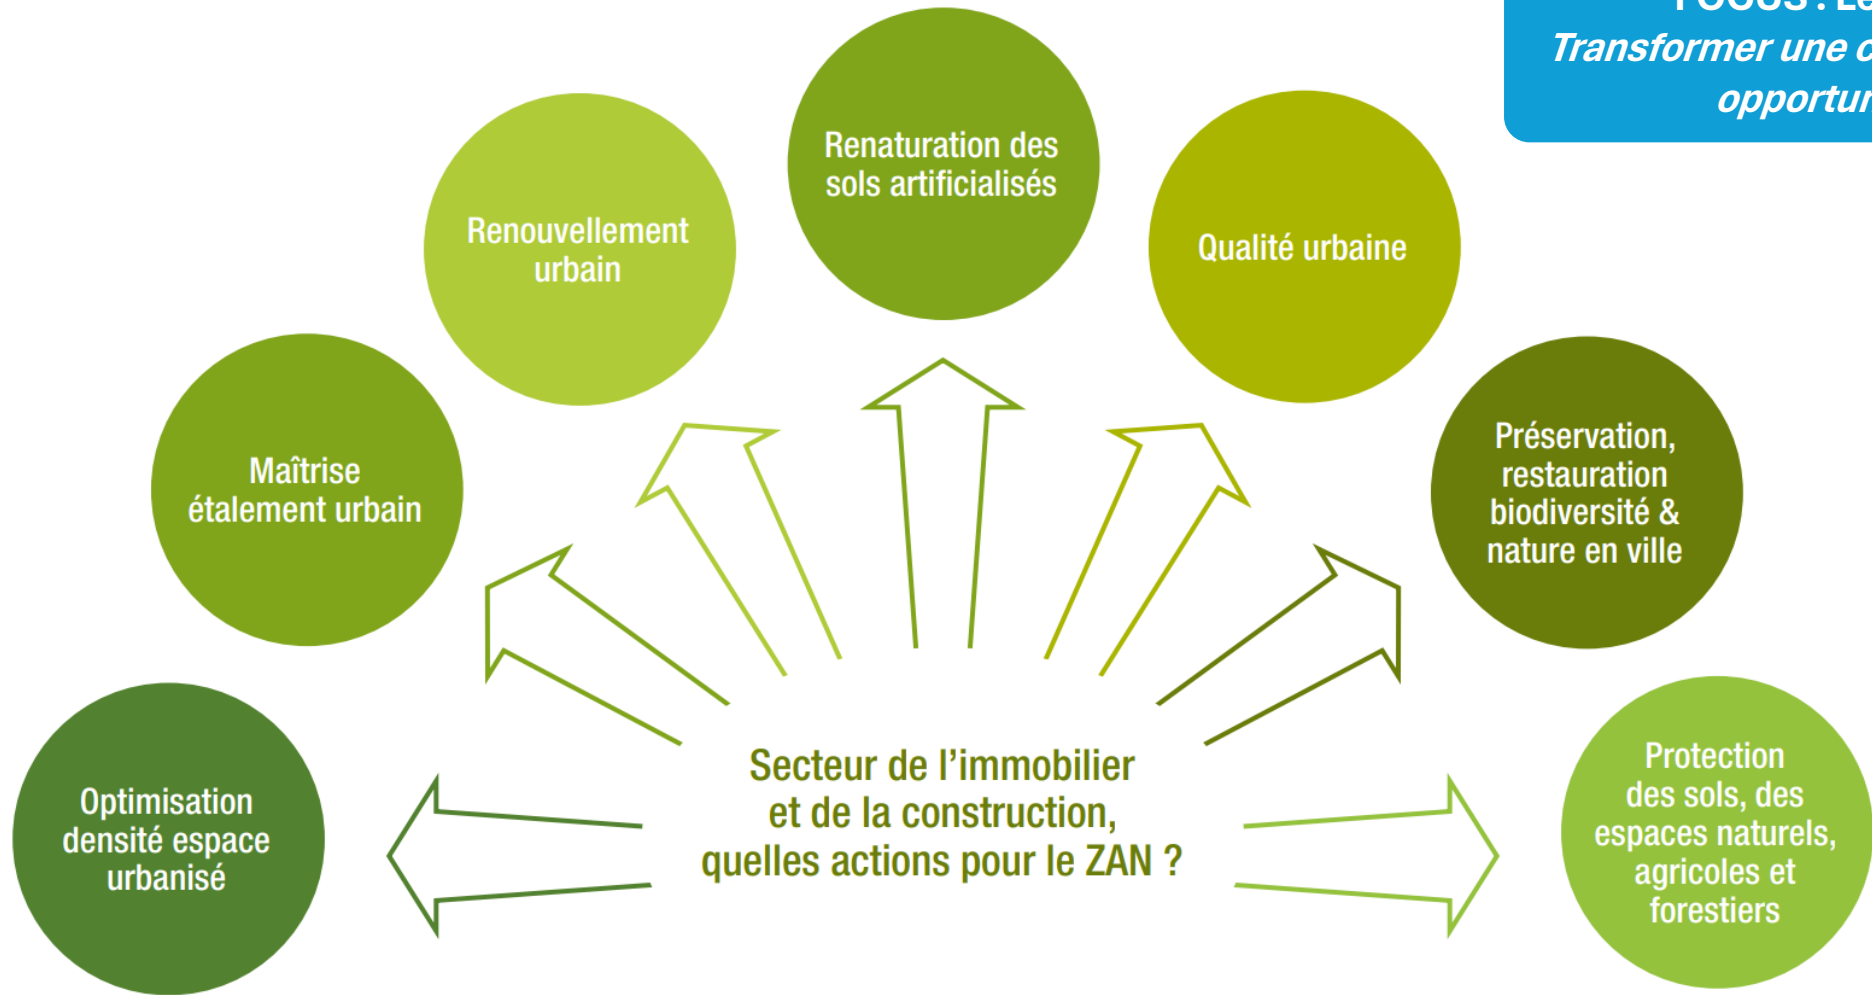 FOCUS : Le
Transformer une
Renaturation des
sols artificialisés
Renouvellement
urbain
Qualité urbaine
Maîtrise
étalement urbain
Préservation,
restauration
biodiversité &
nature en ville
Optimisation
densité espace
urbanisé
Secteur de l’immobilier
et de la construction,
quelles actions pour le ZAN ?
Protection
des sols, des
espaces naturels,
agricoles et
forestiers